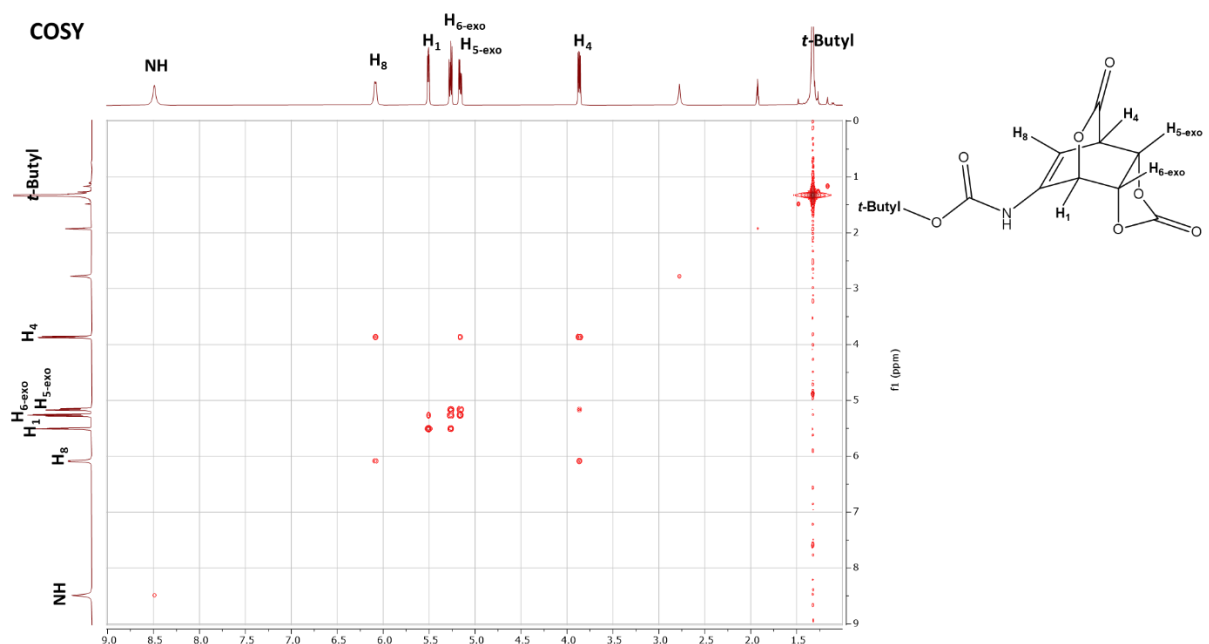 COSY
NH
H8
H1
H6-exo
H5-exo
H4
t-Butyl
t-Butyl
H4
H5-exo
H6-exo
H1
H8
NH
0
1
2
3
4
5
6
7
8
9
f1 (ppm)
9.0 8.5 8.0 7.5 7.0 6.5 6.0 5.5 5.0 4.5 4.0 3.5 3.0 2.5 2.0 1.5
O
H4
H8
O
H5-exo
O
H6-exo
t-Butyl
O
N
H
H1
O
O
O